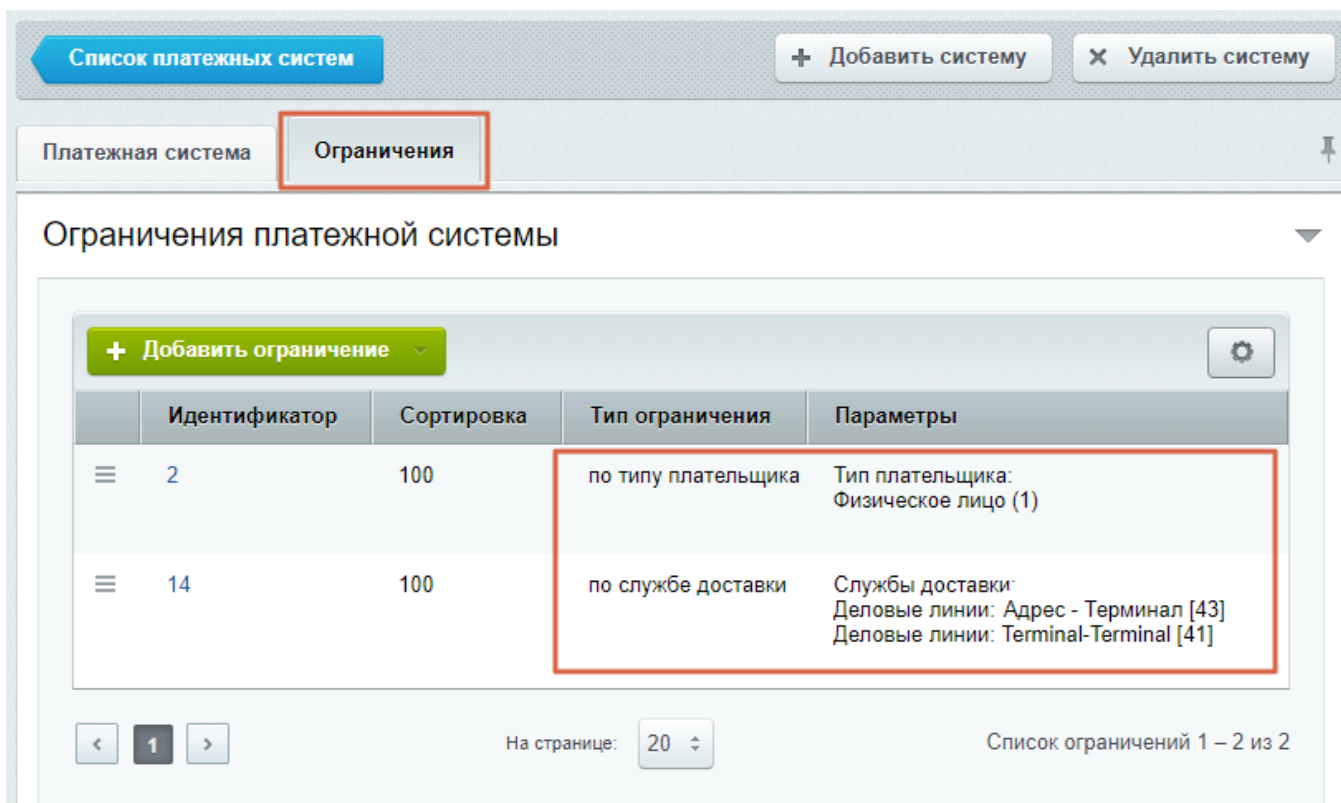 Список платежных систем
+ Добавить систему
× Удалить систему
Платежная система
Ограничения
Ограничения платежной системы
+ Добавить ограничение
Идентификатор Сортировка Тип ограничения Параметры
2 100 по типу плательщика Тип плательщика:
Физическое лицо (1)
14 100 по службе доставки Службы доставки:
Деловые линии: Адрес - Терминал [43]
Деловые линии: Terminal-Terminal [41]
< 1 > На странице: 20 Список ограничений 1 – 2 из 2